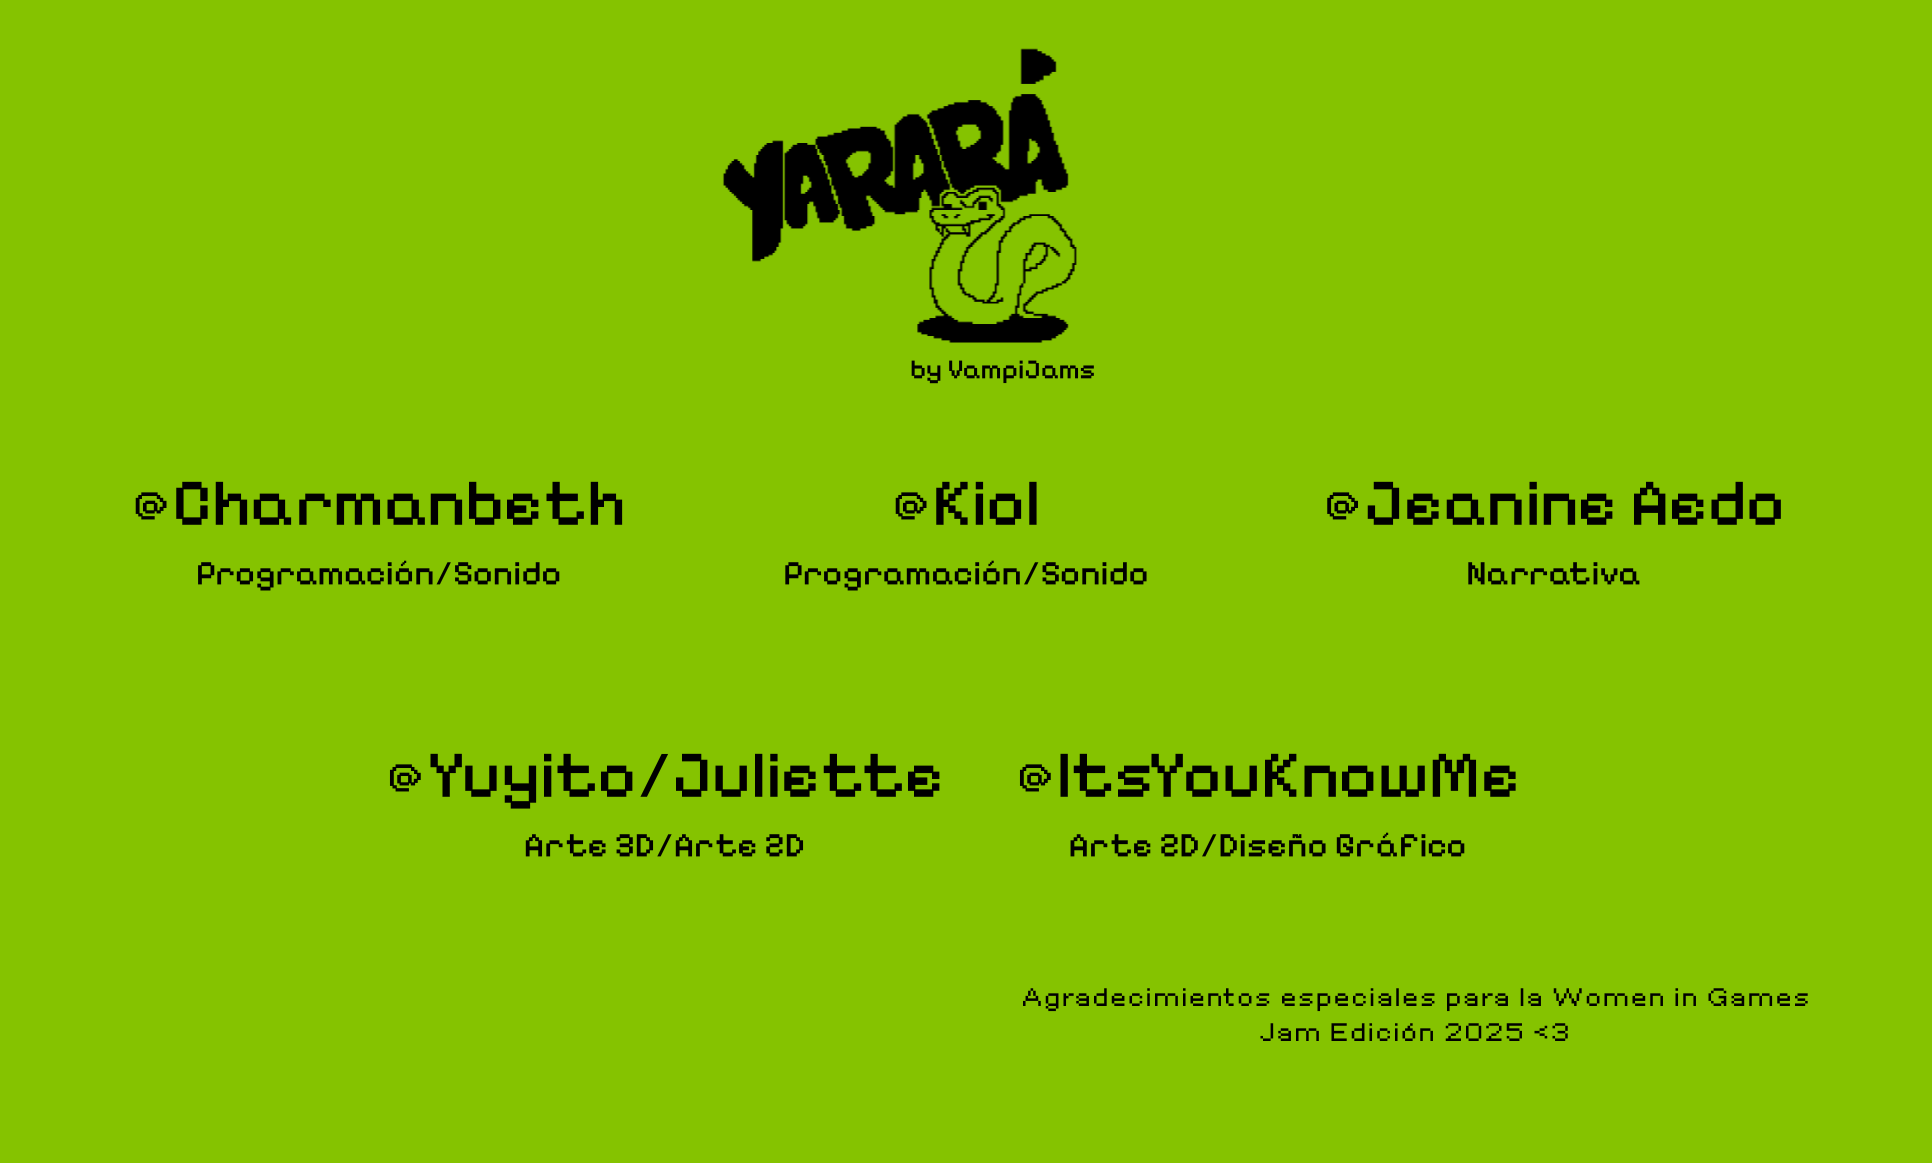 YARARÁ
by VampiJams
@Charmanbeth
@Kiol
@Jeanine Aedo
Programación/Sonido
Programación/Sonido
Narrativa
@Yuyito/Juliette
@ItsYouKnowMe
Arte 3D/Arte 2D
Arte 2D/Diseño Gráfico
Agradecimientos especiales para la Women in Games
Jam Edición 2025 <3